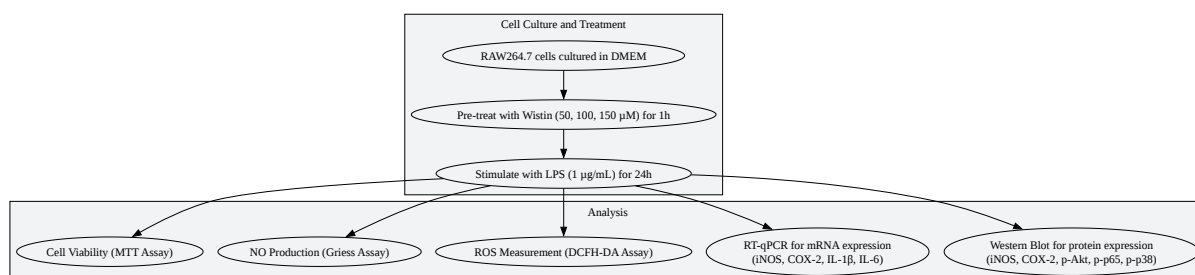 Cell Culture and Treatment
RAW264.7 cells cultured in DMEM
Pre-treat with Wistin (50, 100, 150 µM) for 1h
Stimulate with LPS (1 µg/mL) for 24h
Analysis
Cell Viability (MTT Assay)
NO Production (Griess Assay)
ROS Measurement (DCFH-DA Assay)
RT-qPCR for mRNA expression
(iNOS, COX-2, IL-1β, IL-6)
Western Blot for protein expression
(iNOS, COX-2, p-Akt, p-p65, p-p38)